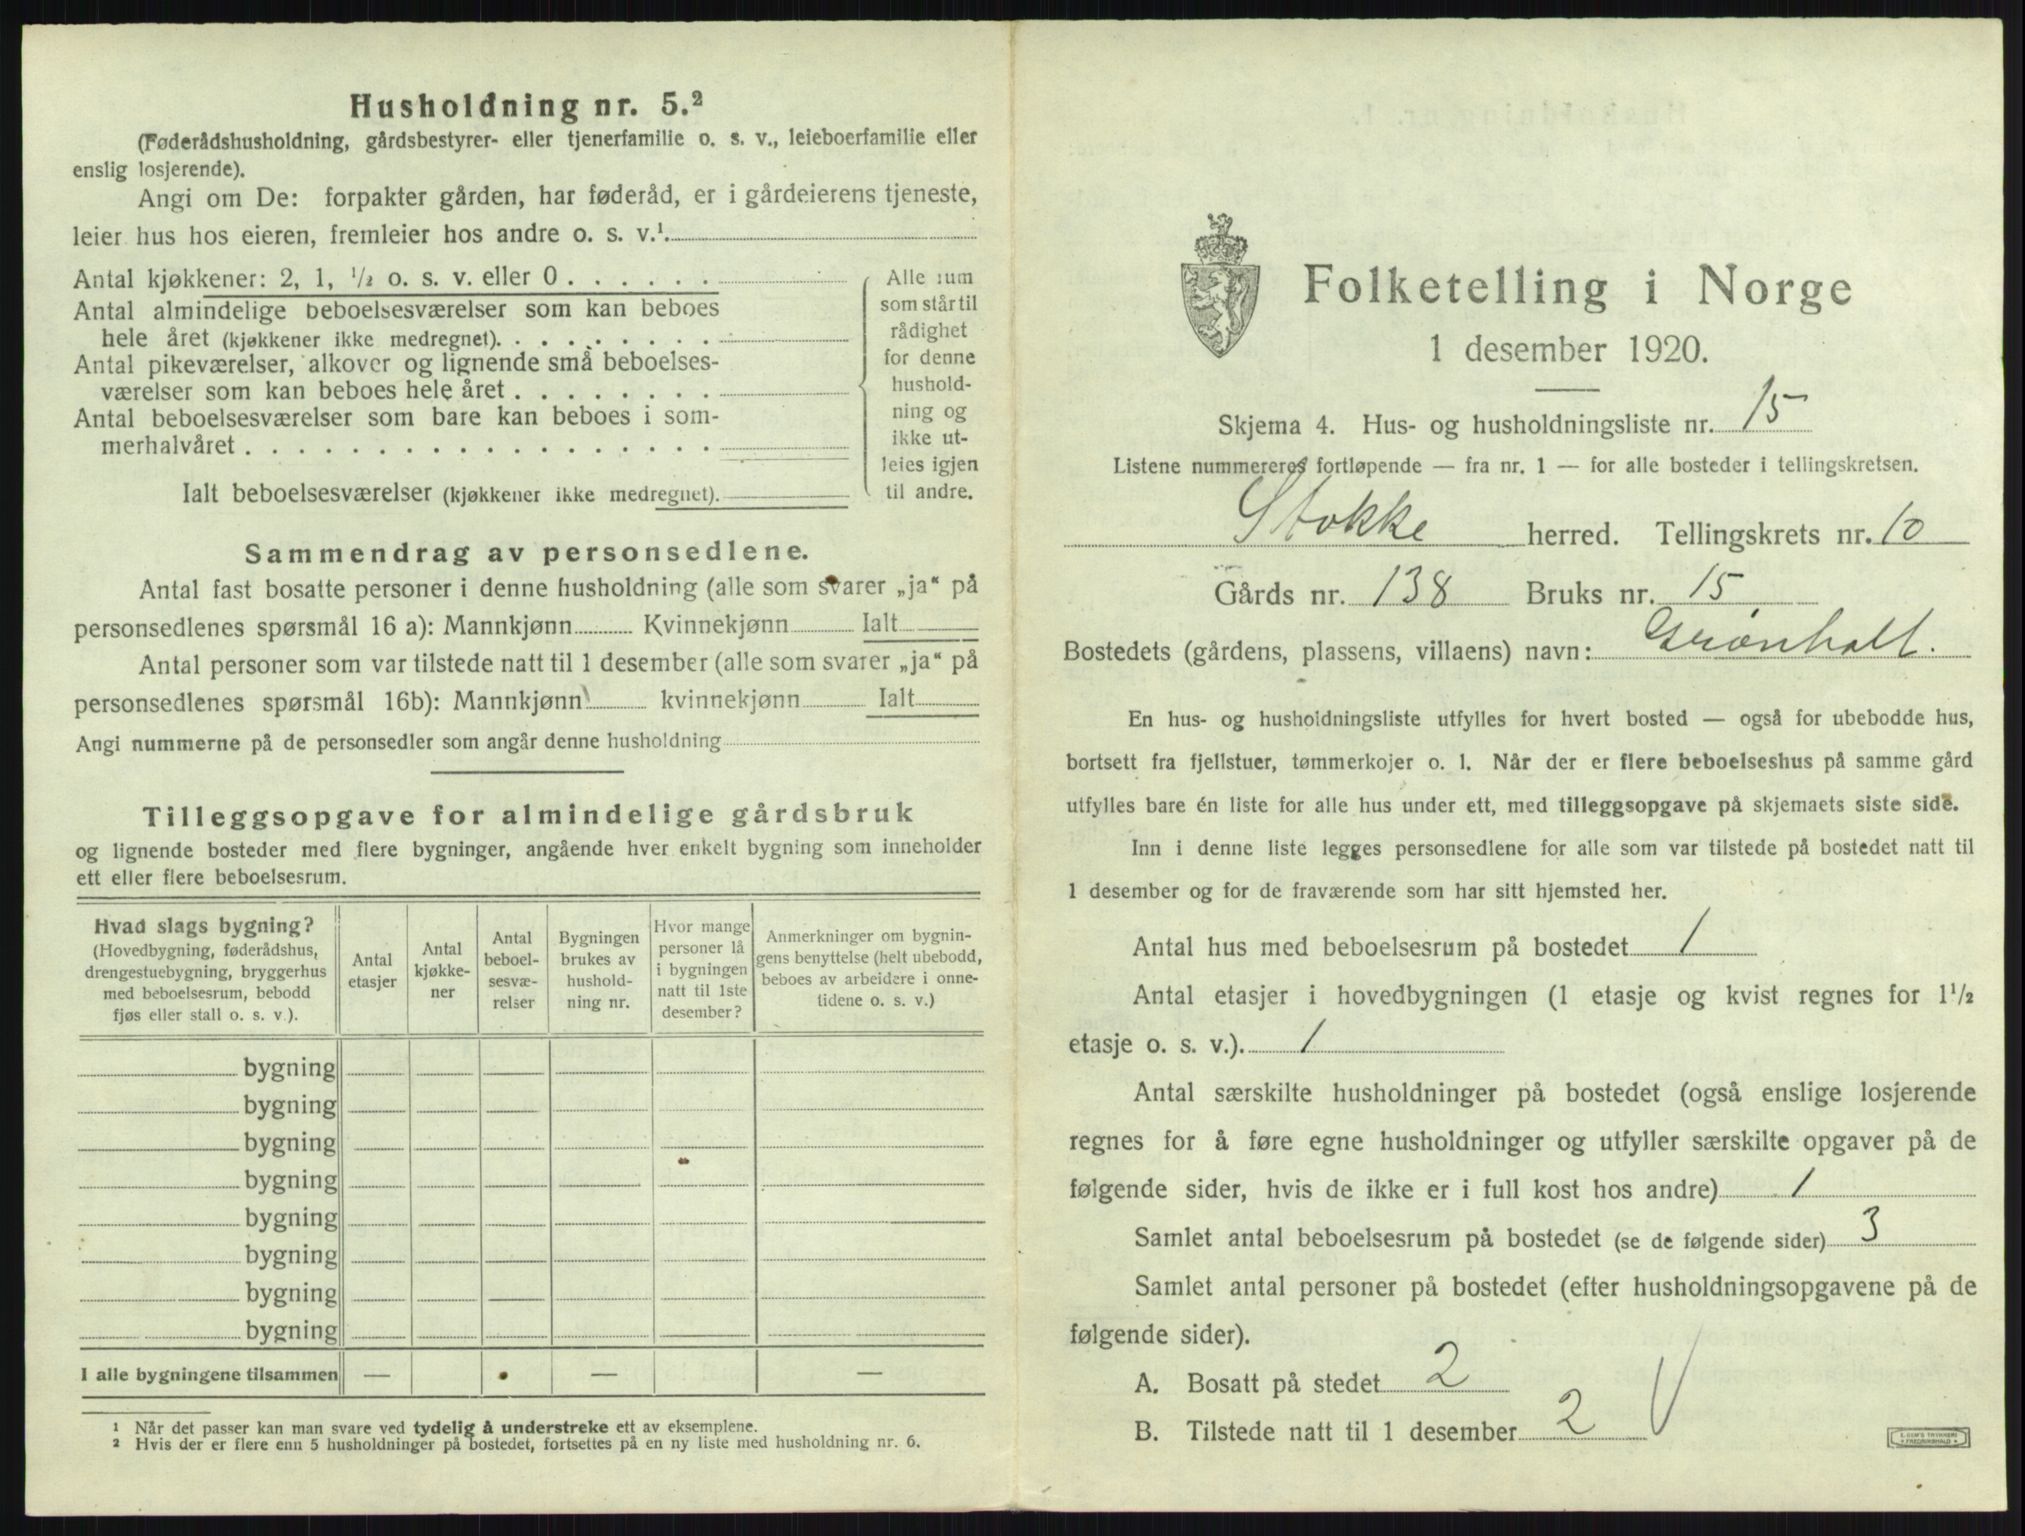 Husholdning nr. 5.²
(Føderådshusholdning, gårdsbestyrer- eller tjenerfamilie o. s. v., leieboerfamilie eller
enslig losjerende).
Angi om De: forpakter gården, har føderåd, er i gårdeierens tjeneste,
leier hus hos eieren, fremleier hos andre o. s. v.¹.
Antal kjøkkener: 2, 1, ½ o. s. v. eller 0 . . . . . .
Antal almindelige beboelsesværelser som kan beboes
hele året (kjøkkener ikke medregnet). . . . . . . . .
Antal pikeværelser, alkover og lignende små beboelses-
værelser som kan beboes hele året . . . . . . . .
Antal beboelsesværelser som bare kan beboes i som-
merhalvåret . . . . . . . . . . . . . . . . . .
Ialt beboelsesværelser (kjøkkener ikke medregnet).
Alle rum
som står til
rådighet
for denne
hushold-
ning og
ikke ut-
leies igjen
til andre.
Sammendrag av personsedlene.
Antal fast bosatte personer i denne husholdning (alle som svarer „ja“ på
personsedlenes spørsmål 16 a): Mannkjønn Kvinnekjønn Ialt
Antal personer som var tilstede natt til 1 desember (alle som svarer „ja“ på
personsedlenes spørsmål 16b): Mannkjønn kvinnekjønn Ialt
Angi nummerne på de personsedler som angår denne husholdning
Tilleggsopgave for almindelige gårdsbruk
og lignende bosteder med flere bygninger, angående hver enkelt bygning som inneholder
ett eller flere beboelsesrum.
Hvad slags bygning?
(Hovedbygning, føderådshus,
drengestuebygning, bryggerhus
med beboelsesrum, bebodd
fjøs eller stall o. s. v.).
Antal
etasjer
Antal
kjøkke-
ner
Antal
beboel-
sesvæ-
relser
Bygningen
brukes av
hushold-
ning nr.
Hvor mange
personer lå
i bygningen
natt til 1ste
desember?
Anmerkninger om bygnin-
gens benyttelse (helt ubebodd,
beboes av arbeidere i onne-
tidene o. s. v.)
bygning
bygning
bygning
bygning
bygning
bygning
bygning
bygning
I alle bygningene tilsammen — — —
¹ Når det passer kan man svare ved tydelig å understreke ett av eksemplene.
² Hvis der er flere enn 5 husholdninger på bostedet, fortsettes på en ny liste med husholdning nr. 6.
Folketelling i Norge
1 desember 1920.
Skjema 4. Hus- og husholdningsliste nr. 15
Listene nummereres fortløpende — fra nr. 1 — for alle bosteder i tellingskretsen.
Stokke herred. Tellingskrets nr. 10
Gårds nr. 138 Bruks nr. 15
Bostedets (gårdens, plassens, villaens) navn: Grønholt.
En hus- og husholdningsliste utfylles for hvert bosted — også for ubebodde hus,
bortsett fra fjellstuer, tømmerkojer o. l. Når der er flere beboelseshus på samme gård
utfylles bare én liste for alle hus under ett, med tilleggsopgave på skjemaets siste side.
Inn i denne liste legges personsedlene for alle som var tilstede på bostedet natt til
1 desember og for de fraværende som har sitt hjemsted her.
Antal hus med beboelsesrum på bostedet 1
Antal etasjer i hovedbygningen (1 etasje og kvist regnes for 1½
etasje o. s. v.). 1
Antal særskilte husholdninger på bostedet (også enslige losjerende
regnes for å føre egne husholdninger og utfyller særskilte opgaver på de
følgende sider, hvis de ikke er i full kost hos andre) 1
Samlet antal beboelsesrum på bostedet (se de følgende sider) 3
Samlet antal personer på bostedet (efter husholdningsopgavene på de
følgende sider).
A. Bosatt på stedet 2
B. Tilstede natt til 1 desember 2